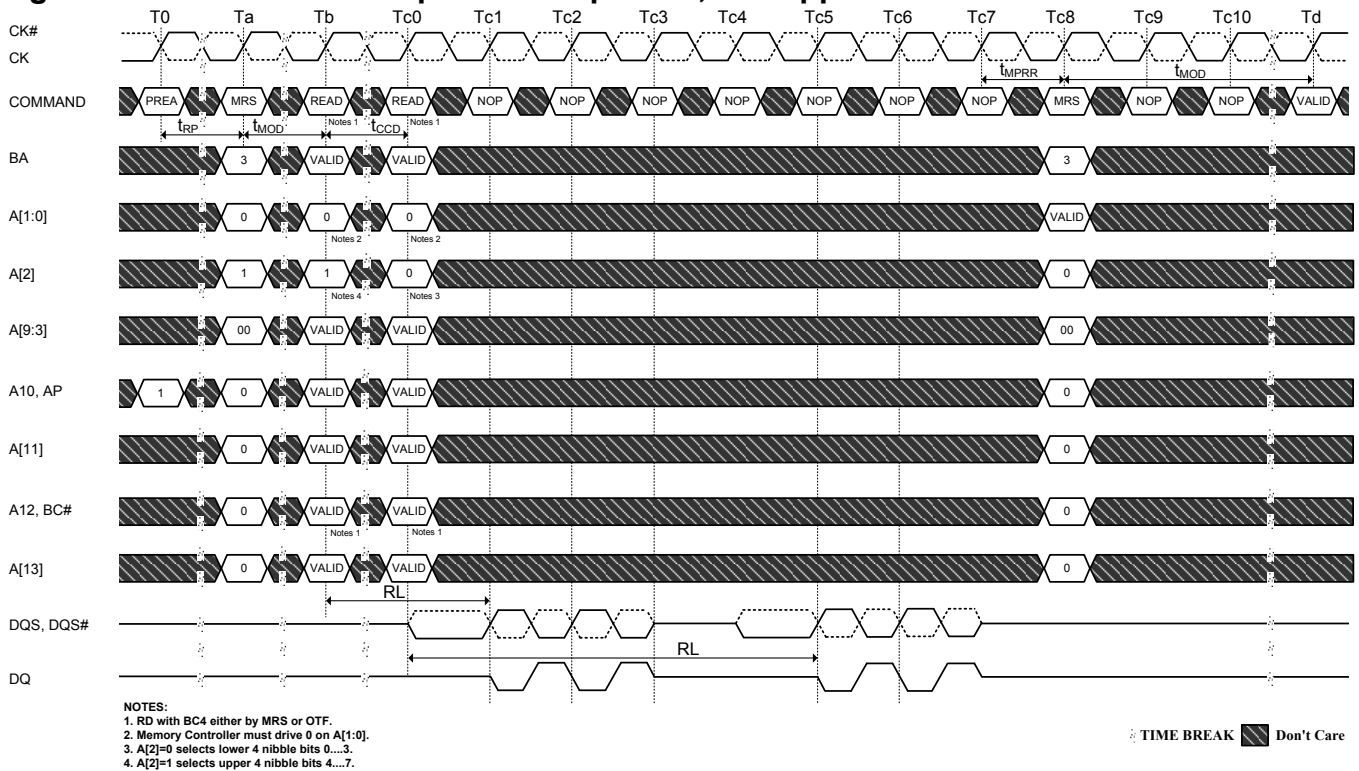 T0 Ta Tb Tc0 Tc1 Tc2 Tc3 Tc4 Tc5 Tc6 Tc7 Tc8 Tc9 Tc10 Td
CK#
CK
tMPRR tMOD
COMMAND PREA MRS READ READ NOP NOP NOP NOP NOP NOP NOP MRS NOP NOP VALID
Notes 1 Notes 1
tRP tMOD tCCD
BA 3 VALID VALID 3
A[1:0] 0 0 0 VALID
Notes 2 Notes 2
A[2] 1 1 0 0
Notes 4 Notes 3
A[9:3] 00 VALID VALID 00
A10, AP 1 0 VALID VALID 0
A[11] 0 VALID VALID 0
A12, BC# 0 VALID VALID 0
Notes 1 Notes 1
A[13] 0 VALID VALID 0
RL
DQS, DQS#
RL
DQ
NOTES:
1. RD with BC4 either by MRS or OTF.
2. Memory Controller must drive 0 on A[1:0].
3. A[2]=0 selects lower 4 nibble bits 0....3.
4. A[2]=1 selects upper 4 nibble bits 4....7.
TIME BREAK Don't Care